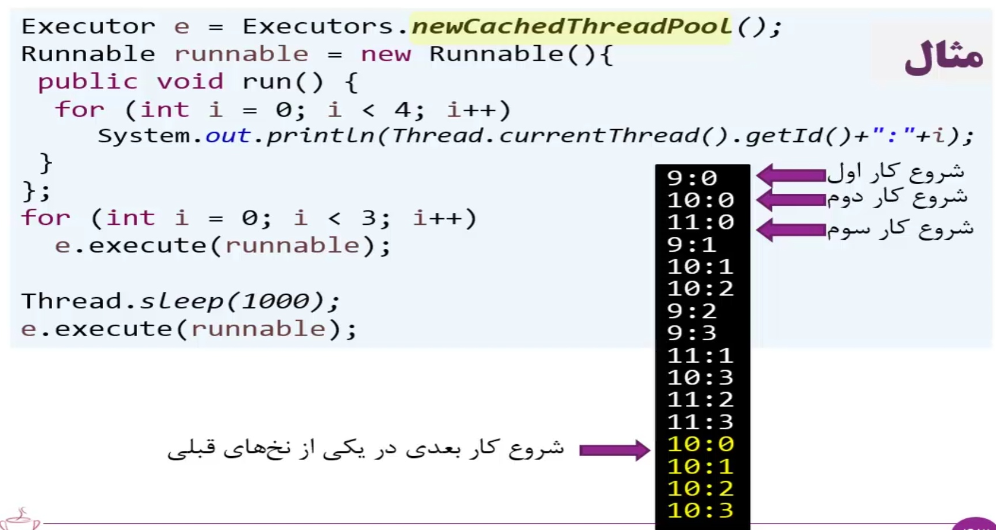 Executor e = Executors.newCachedThreadPool();
Runnable runnable = new Runnable(){
public void run() {
for (int i = 0; i < 4; i++)
System.out.println(Thread.currentThread().getId()+":"+i);
}
};
for (int i = 0; i < 3; i++)
e.execute(runnable);
Thread.sleep(1000);
e.execute(runnable);
مثال
9:0
10:0
11:0
9:1
10:1
10:2
9:2
9:3
11:1
10:3
11:2
11:3
10:0
10:1
10:2
10:3
شروع کار اول
شروع کار دوم
شروع کار سوم
شروع کار بعدی در یکی از نخ‌های قبلی